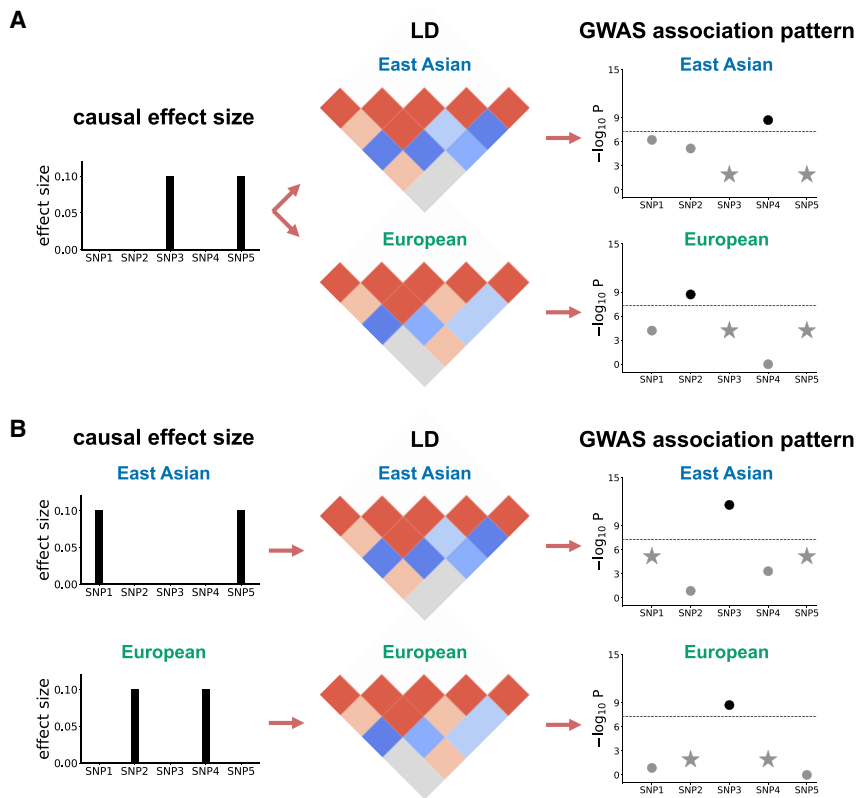 A
LD
GWAS association pattern
East Asian
East Asian
causal effect size
effect size
0.10
0.05
0.00
SNP1 SNP2 SNP3 SNP4 SNP5
−log10 P
15
9
6
3
0
SNP1 SNP2 SNP3 SNP4 SNP5
European
European
−log10 P
15
9
6
3
0
SNP1 SNP2 SNP3 SNP4 SNP5
B
causal effect size
LD
GWAS association pattern
East Asian
East Asian
East Asian
effect size
0.10
0.05
0.00
SNP1 SNP2 SNP3 SNP4 SNP5
−log10 P
15
9
6
3
0
SNP1 SNP2 SNP3 SNP4 SNP5
European
European
European
effect size
0.10
0.05
0.00
SNP1 SNP2 SNP3 SNP4 SNP5
−log10 P
15
9
6
3
0
SNP1 SNP2 SNP3 SNP4 SNP5